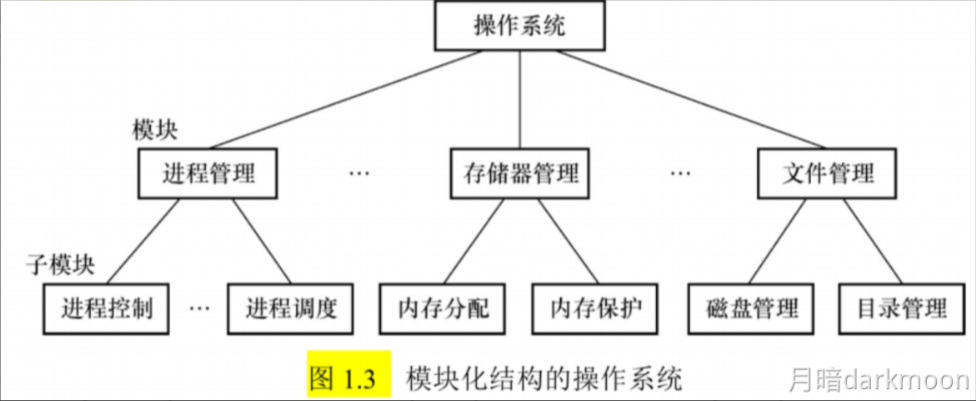 操作系统
模块
进程管理 … 存储器管理 … 文件管理
子模块
进程控制 … 进程调度 内存分配 内存保护 磁盘管理 目录管理
图 1.3 模块化结构的操作系统
月暗darkmoon